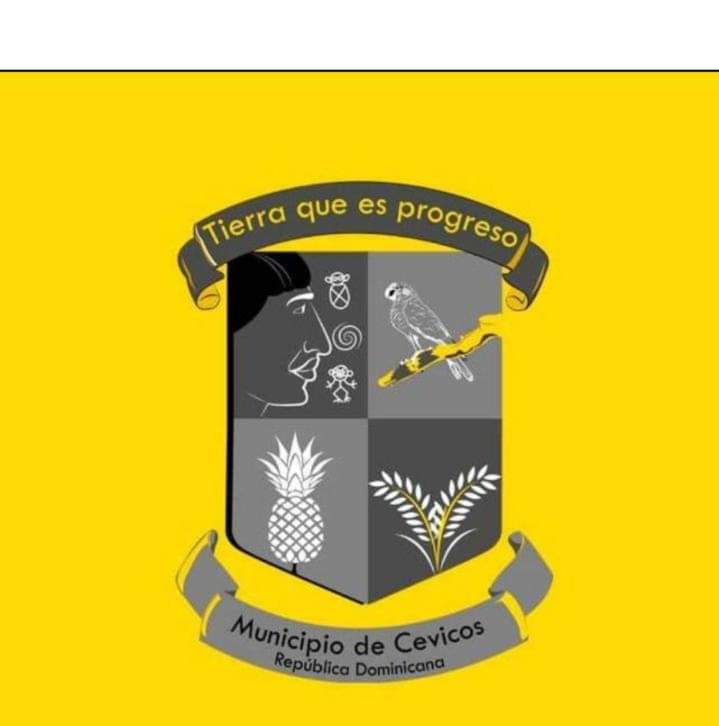 Tierra que es progreso
Municipio de Cevicos
República Dominicana